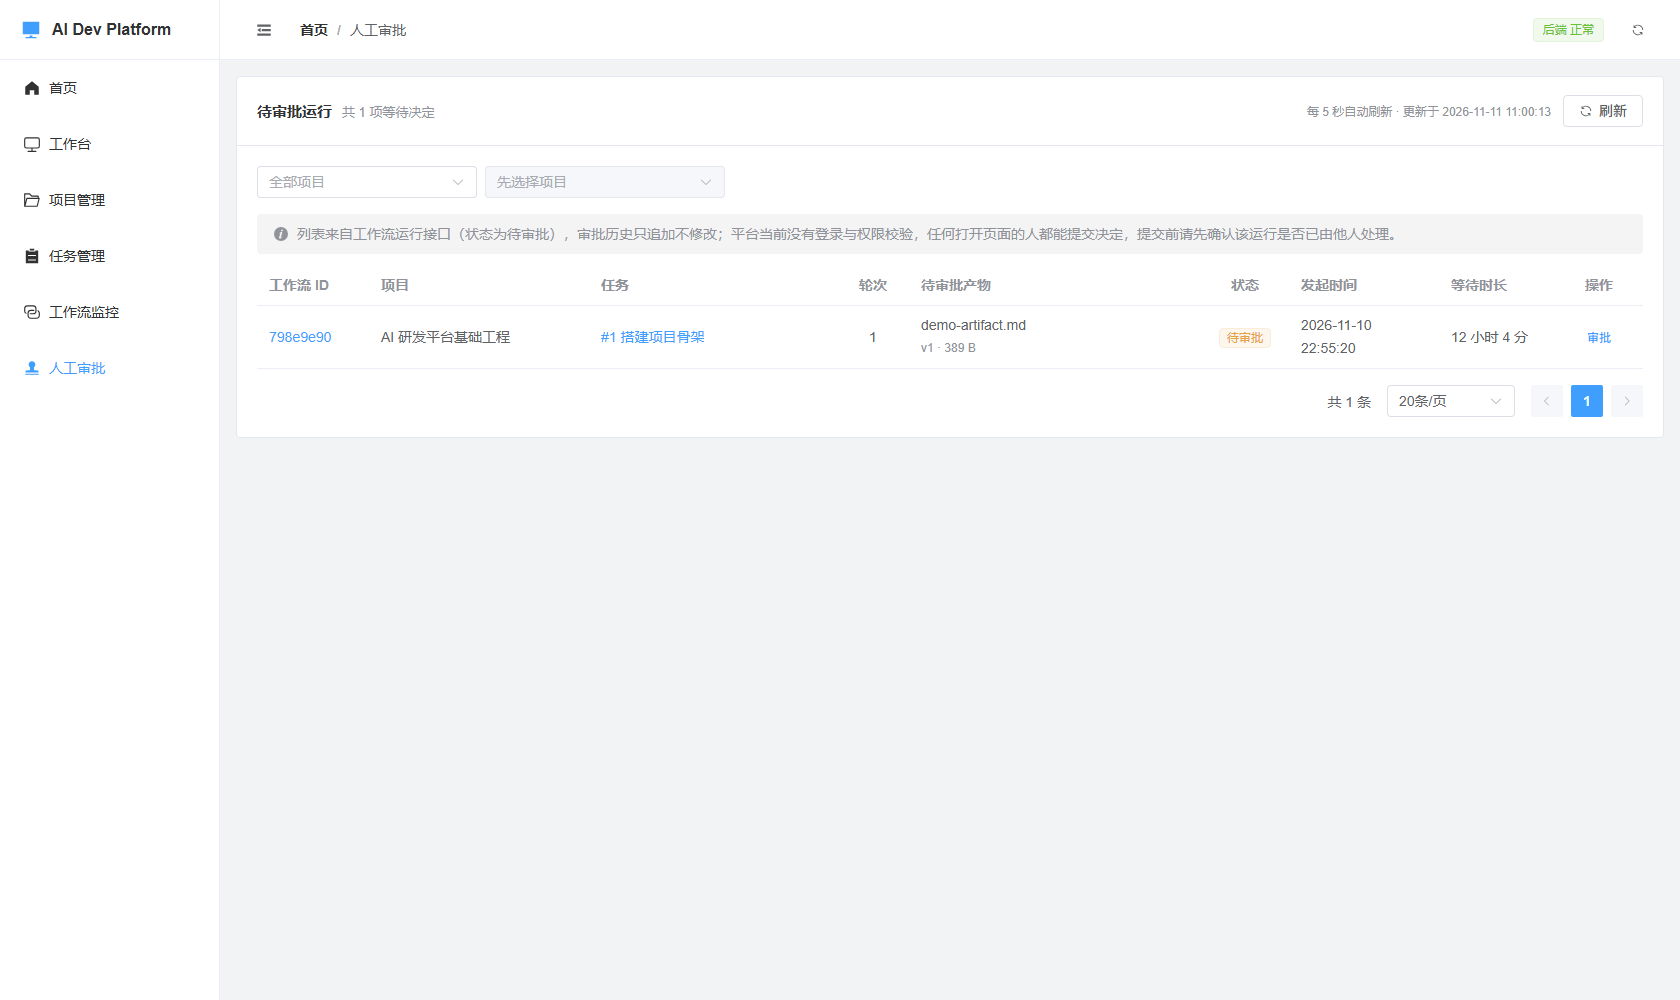 AI Dev Platform
首页 / 人工审批
后端 正常
首页
工作台
项目管理
任务管理
工作流监控
人工审批
待审批运行 共 1 项等待决定
每 5 秒自动刷新 · 更新于 2026-11-11 11:00:13
刷新
全部项目
先选择项目
列表来自工作流运行接口（状态为待审批），审批历史只追加不修改；平台当前没有登录与权限校验，任何打开页面的人都能提交决定，提交前请先确认该运行是否已由他人处理。
工作流 ID 项目 任务 轮次 待审批产物 状态 发起时间 等待时长 操作
798e9e90 AI 研发平台基础工程 #1 搭建项目骨架 1 demo-artifact.md 待审批 2026-11-10 12 小时 4 分 审批
v1 · 389 B 22:55:20
共 1 条 20条/页 1